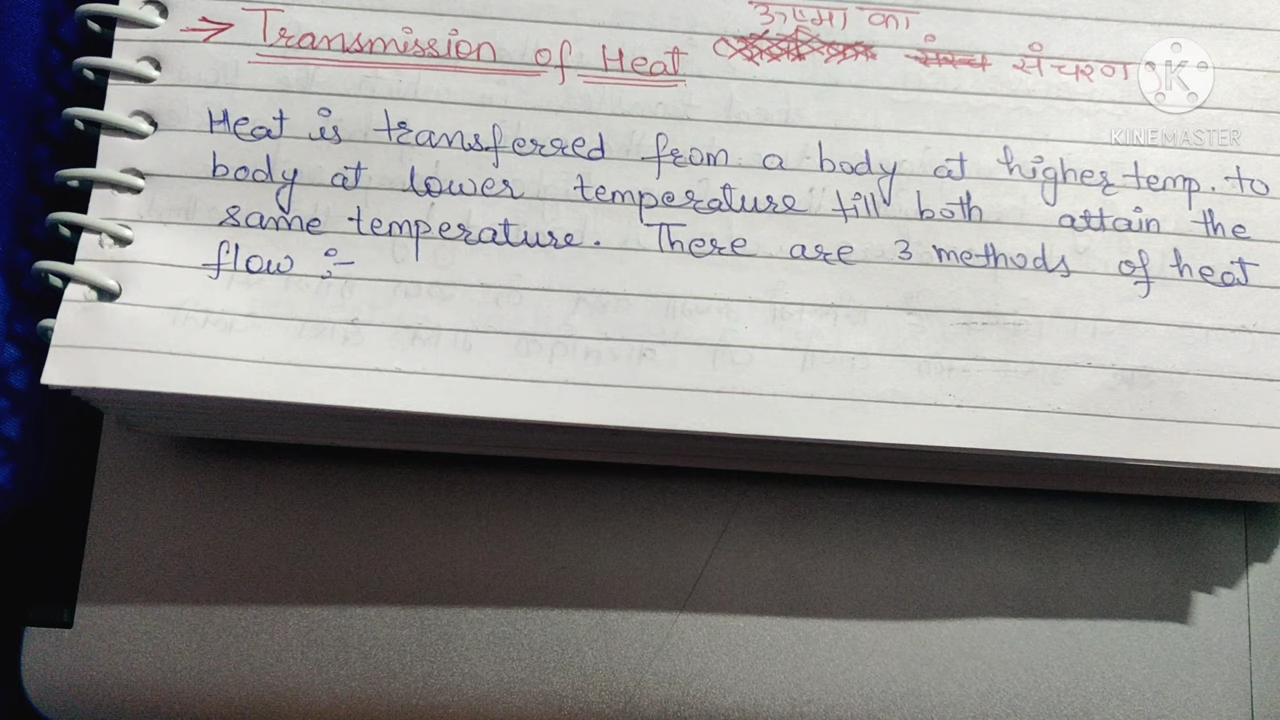 → Transmission of Heat ऊष्मा का संचरण
KINEMASTER
Heat is transferred from a body at higher temp. to
body at lower temperature till both attain the
same temperature. There are 3 methods of heat
flow :-